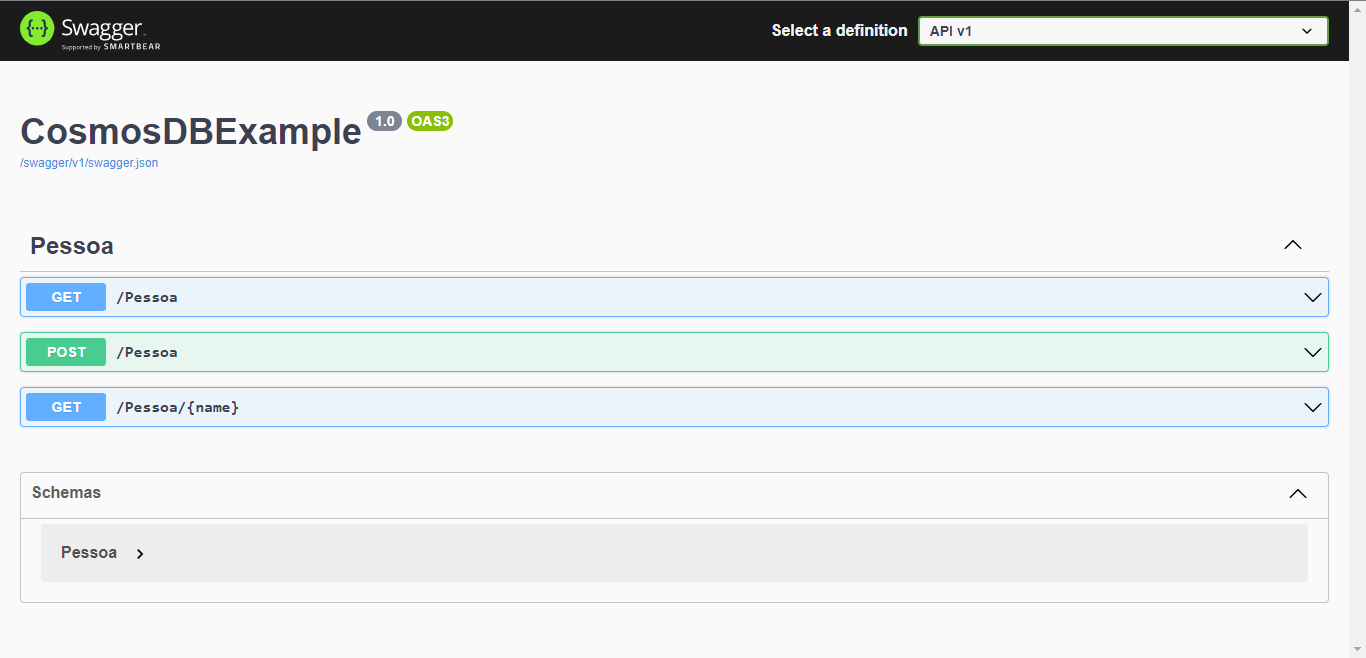 {···} Swagger.
Supported by SMARTBEAR
Select a definition
API v1
CosmosDBExample 1.0 OAS3
/swagger/v1/swagger.json
Pessoa
GET /Pessoa
POST /Pessoa
GET /Pessoa/{name}
Schemas
Pessoa